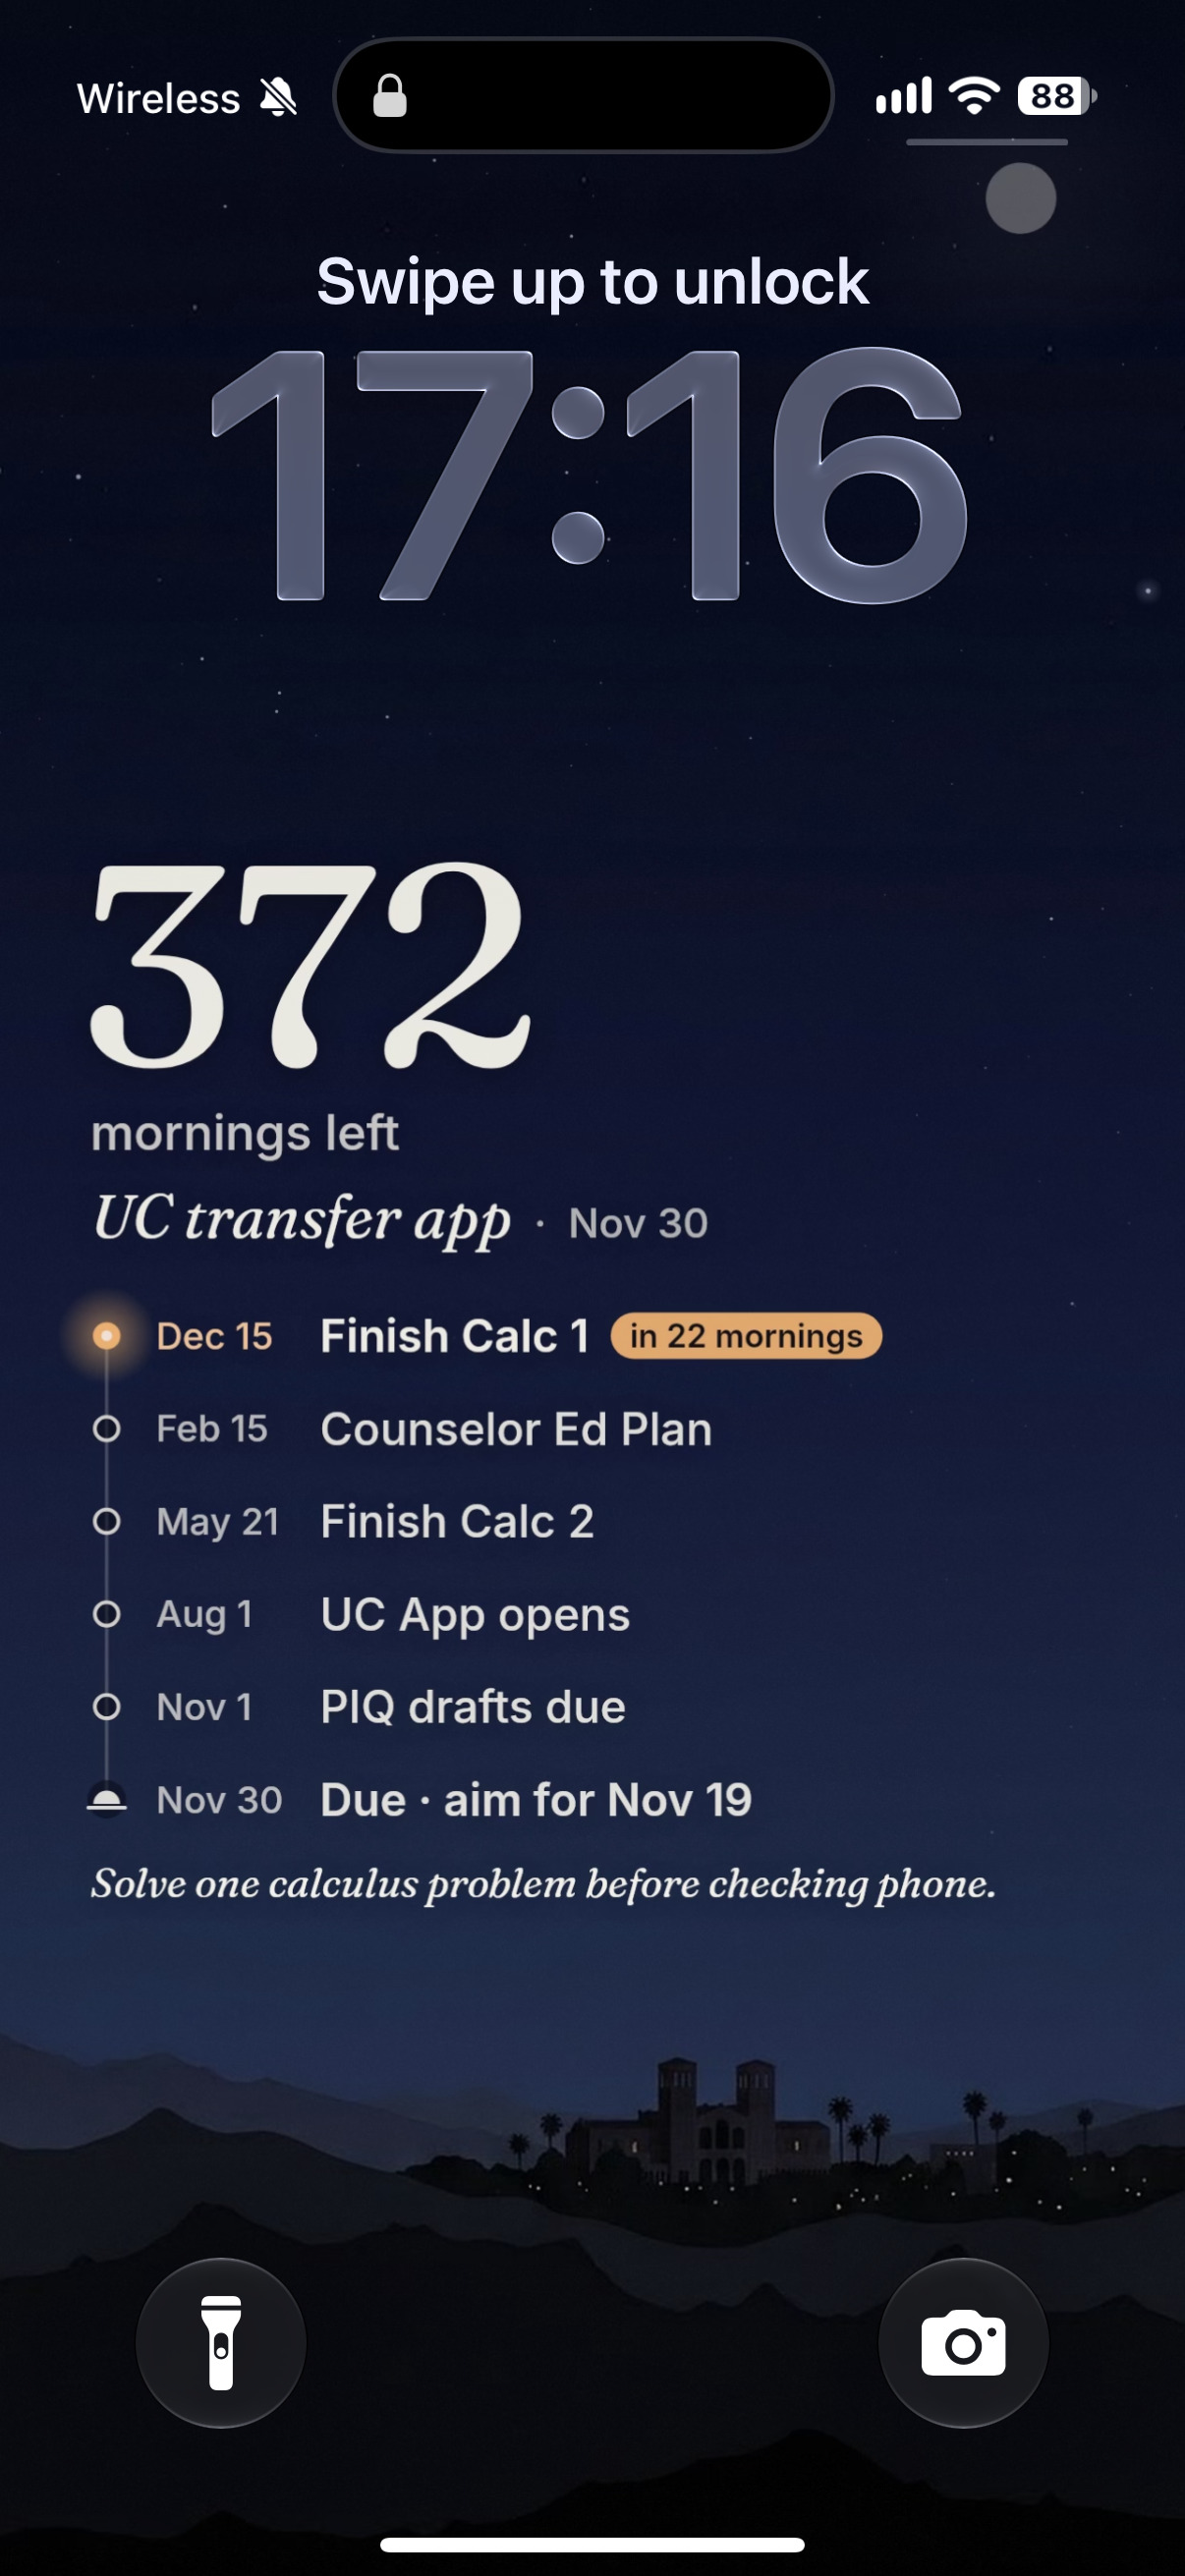 Wireless 88
Swipe up to unlock
17:16
372
mornings left
UC transfer app · Nov 30
Dec 15 Finish Calc 1 in 22 mornings
Feb 15 Counselor Ed Plan
May 21 Finish Calc 2
Aug 1 UC App opens
Nov 1 PIQ drafts due
Nov 30 Due · aim for Nov 19
Solve one calculus problem before checking phone.